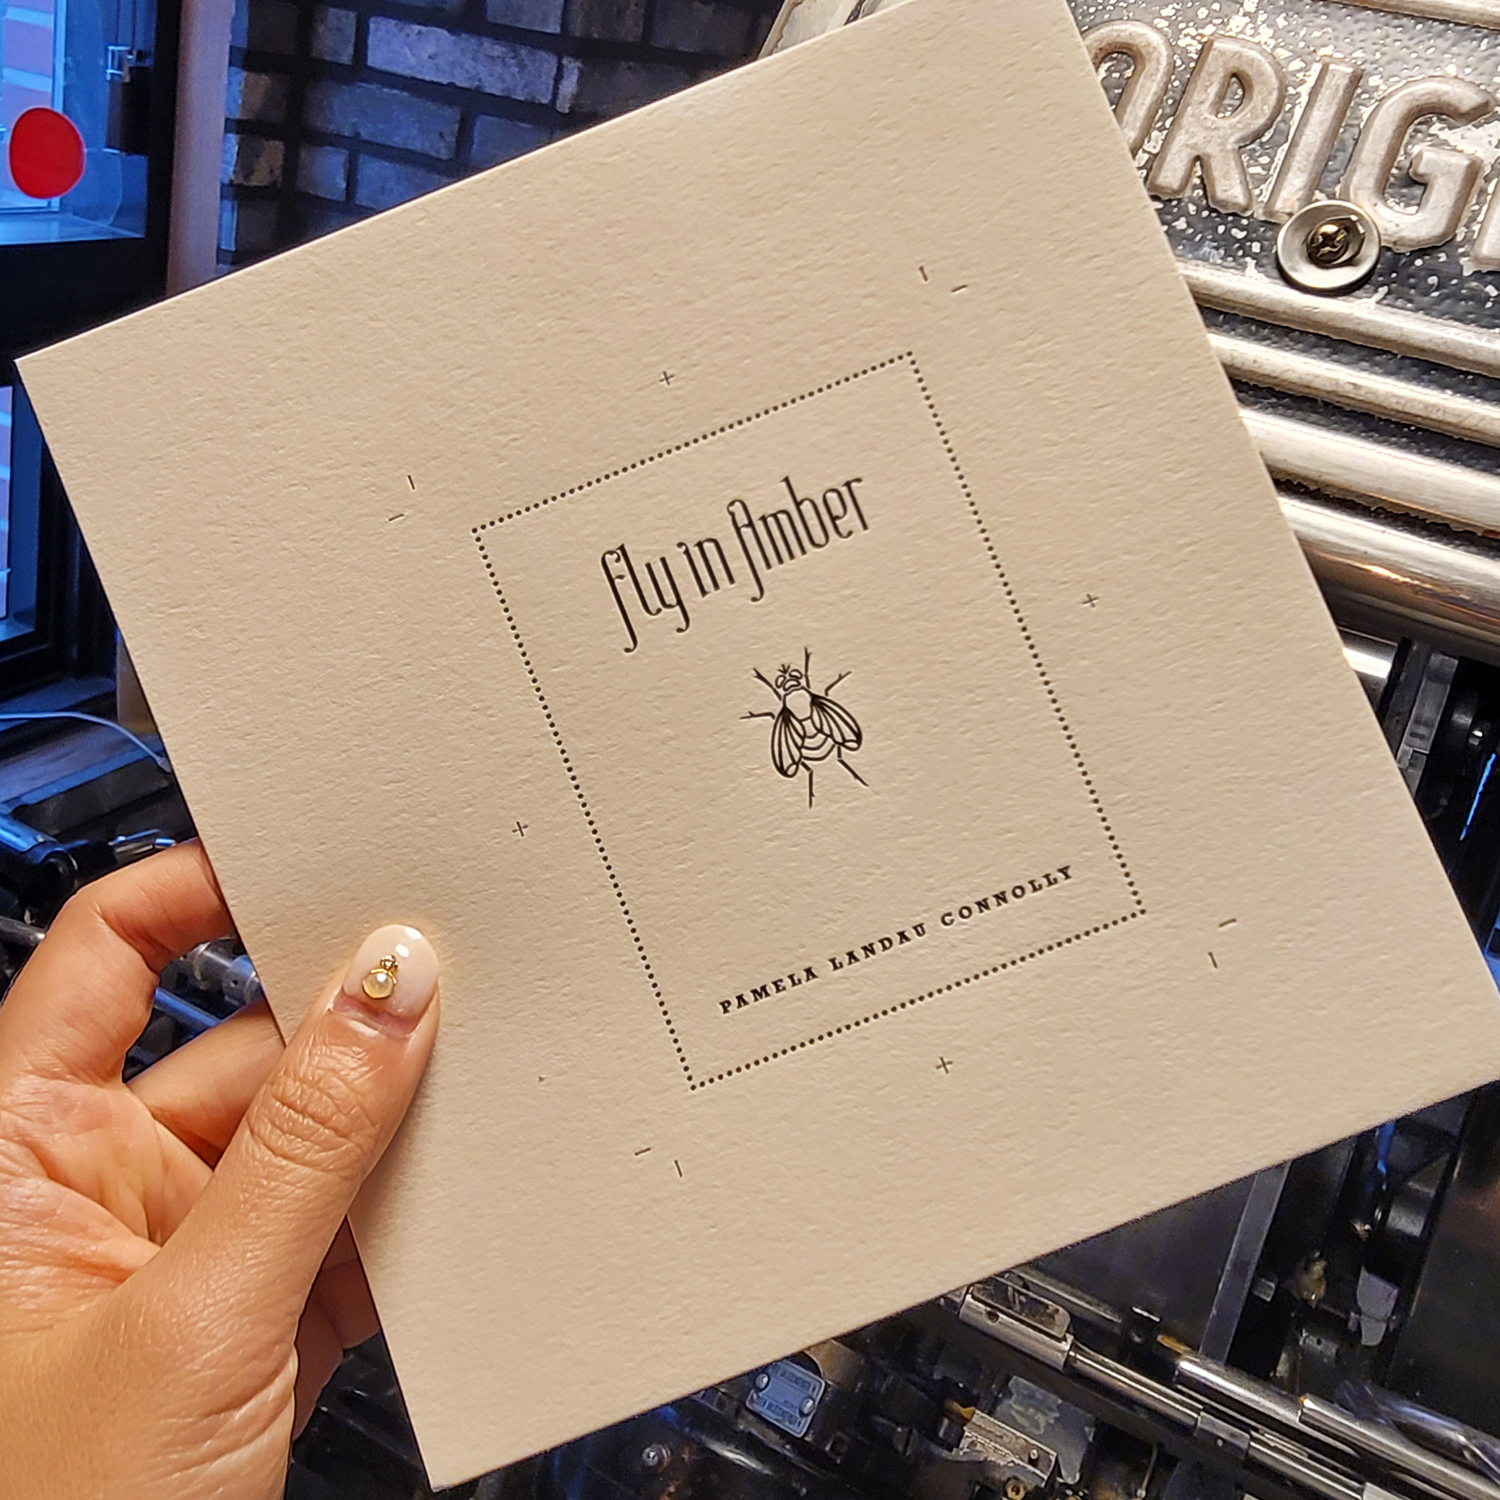 ORIG
fly in Amber
PAMELA LANDAU CONNOLLY